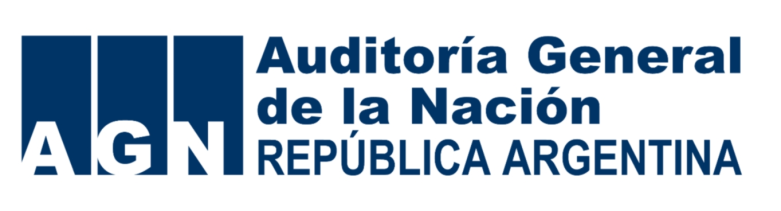 AGN
Auditoría General
de la Nación
REPÚBLICA ARGENTINA